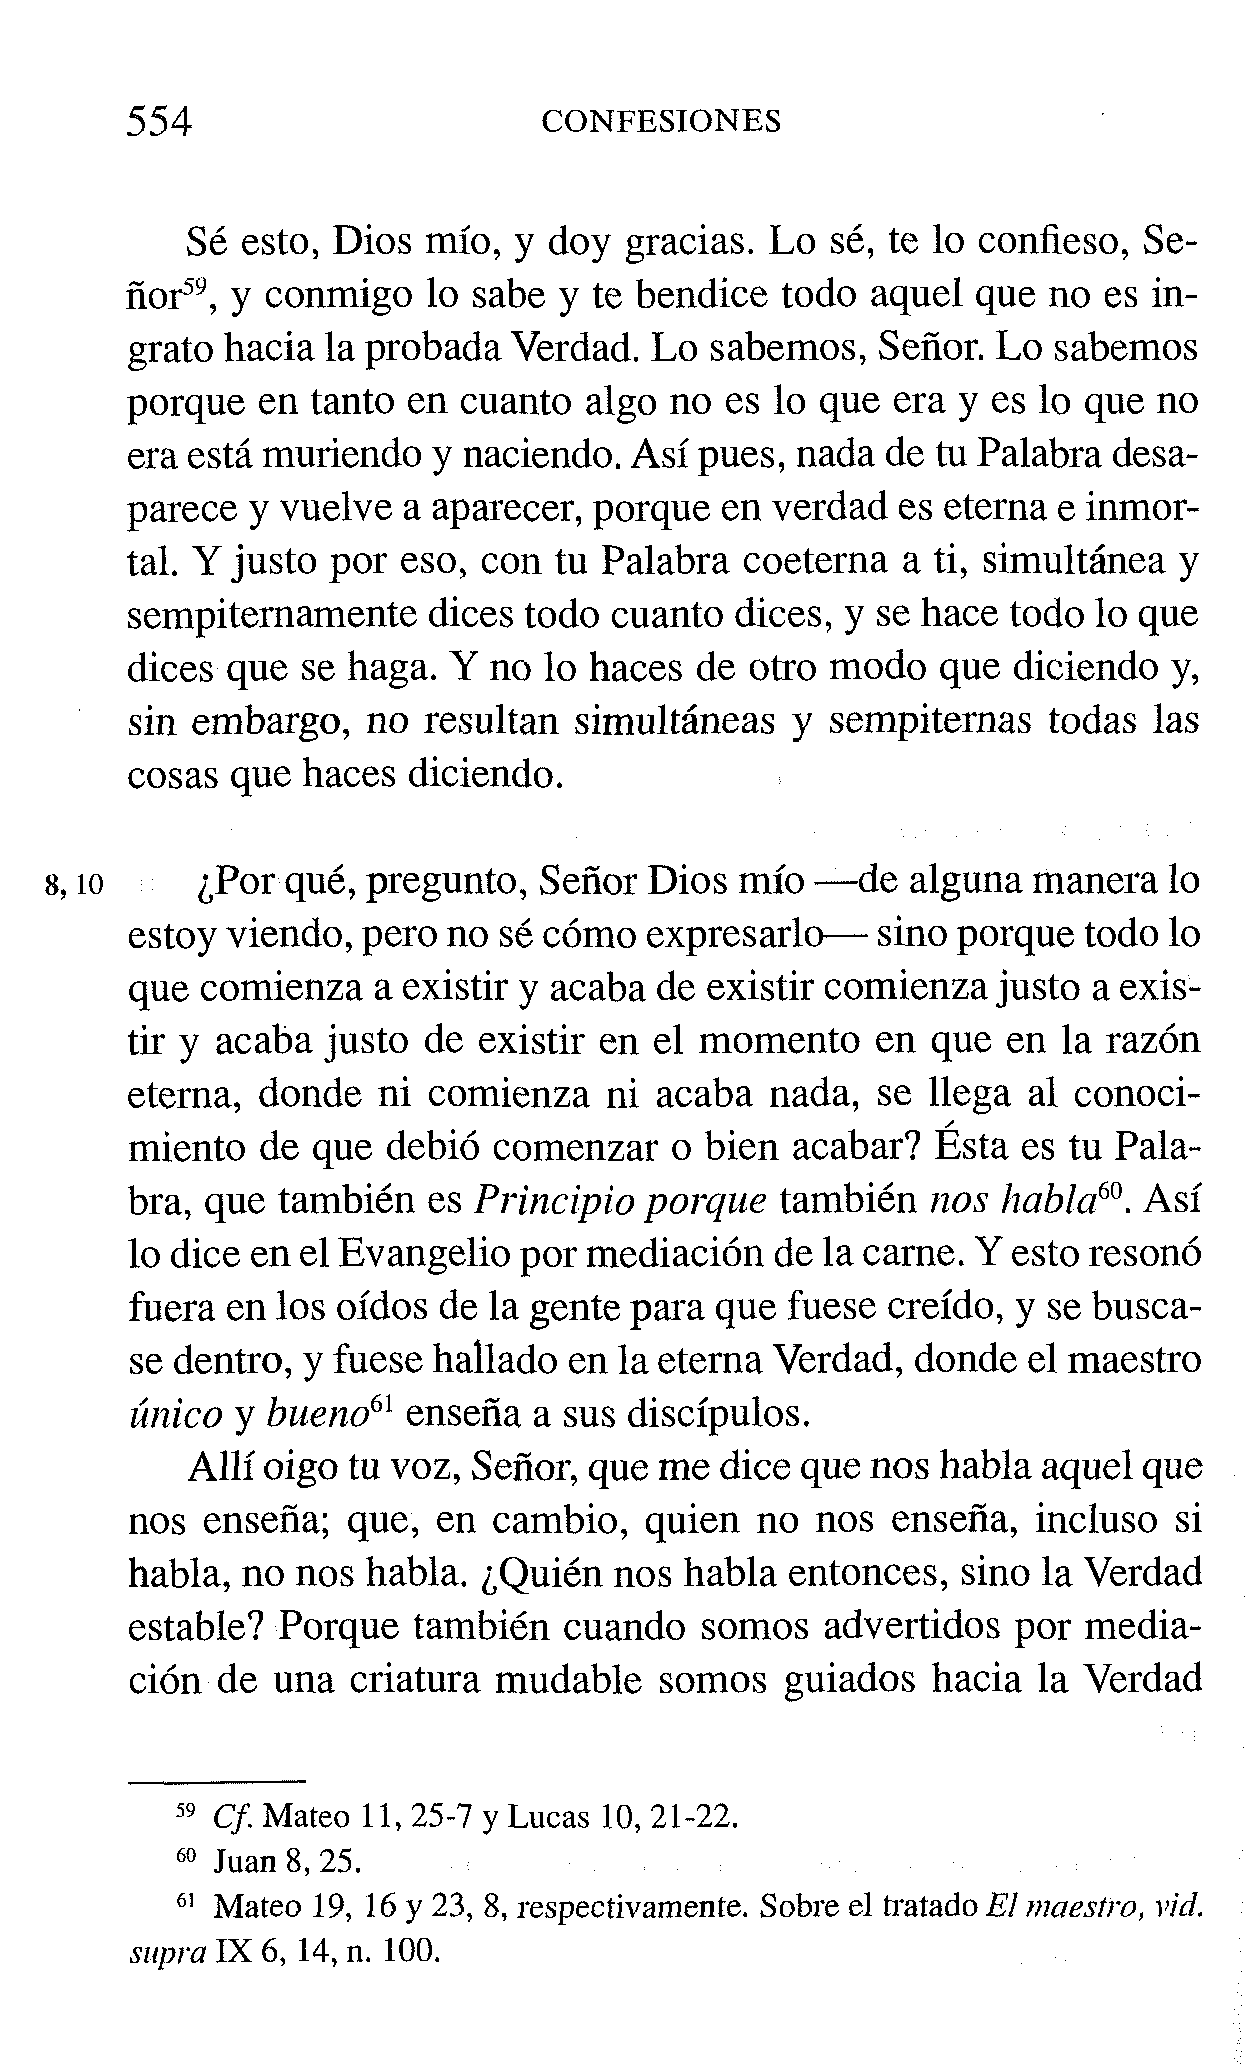 554 CONFESIONES
Sé esto, Dios mío, y doy gracias. Lo sé, te lo confieso, Se-
ñor⁵⁹, y conmigo lo sabe y te bendice todo aquel que no es in-
grato hacia la probada Verdad. Lo sabemos, Señor. Lo sabemos
porque en tanto en cuanto algo no es lo que era y es lo que no
era está muriendo y naciendo. Así pues, nada de tu Palabra desa-
parece y vuelve a aparecer, porque en verdad es eterna e inmor-
tal. Y justo por eso, con tu Palabra coeterna a ti, simultánea y
sempiternamente dices todo cuanto dices, y se hace todo lo que
dices que se haga. Y no lo haces de otro modo que diciendo y,
sin embargo, no resultan simultáneas y sempiternas todas las
cosas que haces diciendo.
8, 10 ¿Por qué, pregunto, Señor Dios mío —de alguna manera lo
estoy viendo, pero no sé cómo expresarlo— sino porque todo lo
que comienza a existir y acaba de existir comienza justo a exis-
tir y acaba justo de existir en el momento en que en la razón
eterna, donde ni comienza ni acaba nada, se llega al conoci-
miento de que debió comenzar o bien acabar? Ésta es tu Pala-
bra, que también es Principio porque también nos habla⁶⁰. Así
lo dice en el Evangelio por mediación de la carne. Y esto resonó
fuera en los oídos de la gente para que fuese creído, y se busca-
se dentro, y fuese hallado en la eterna Verdad, donde el maestro
único y bueno⁶¹ enseña a sus discípulos.
Allí oigo tu voz, Señor, que me dice que nos habla aquel que
nos enseña; que, en cambio, quien no nos enseña, incluso si
habla, no nos habla. ¿Quién nos habla entonces, sino la Verdad
estable? Porque también cuando somos advertidos por media-
ción de una criatura mudable somos guiados hacia la Verdad
⁵⁹ Cf. Mateo 11, 25-7 y Lucas 10, 21-22.
⁶⁰ Juan 8, 25.
⁶¹ Mateo 19, 16 y 23, 8, respectivamente. Sobre el tratado El maestro, vid.
supra IX 6, 14, n. 100.